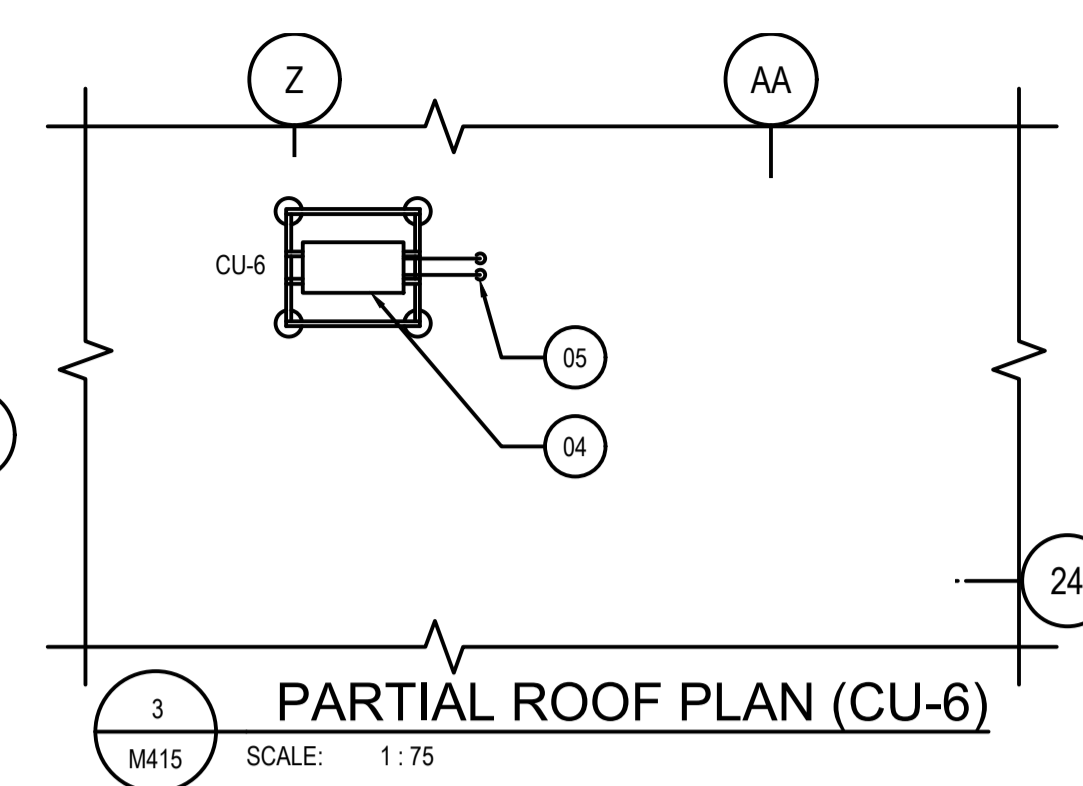 Z
AA
CU-6
05
04
24
3
PARTIAL ROOF PLAN (CU-6)
M415
SCALE: 1 : 75